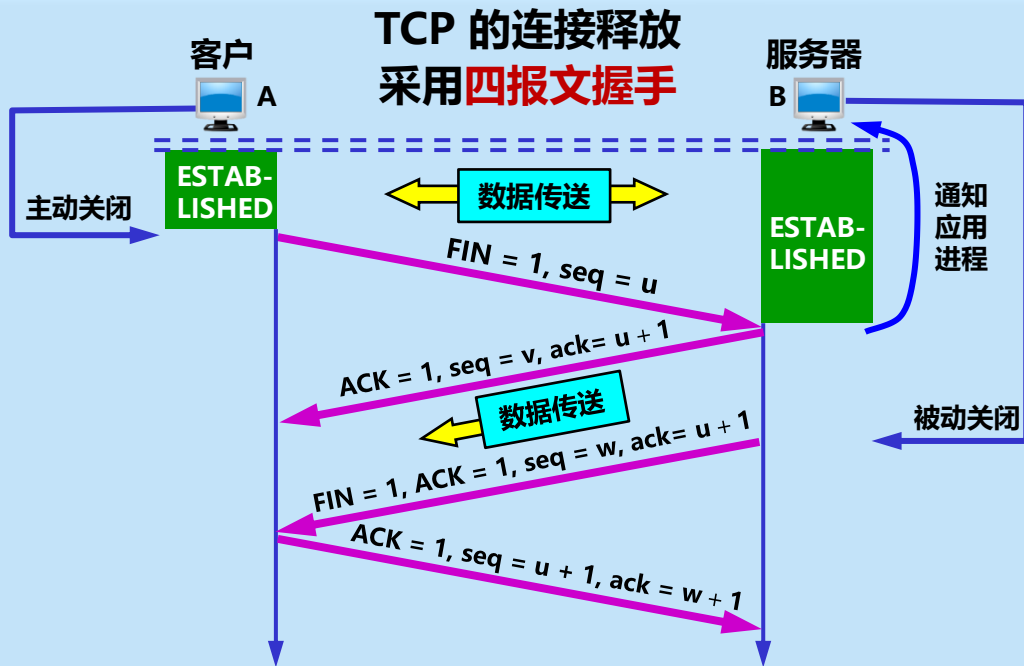 TCP 的连接释放
采用四报文握手
客户
服务器
A
B
ESTAB-
LISHED
数据传送
ESTAB-
LISHED
通知
应用
进程
主动关闭
FIN = 1, seq = u
ACK = 1, seq = v, ack= u + 1
数据传送
被动关闭
FIN = 1, ACK = 1, seq = w, ack= u + 1
ACK = 1, seq = u + 1, ack = w + 1